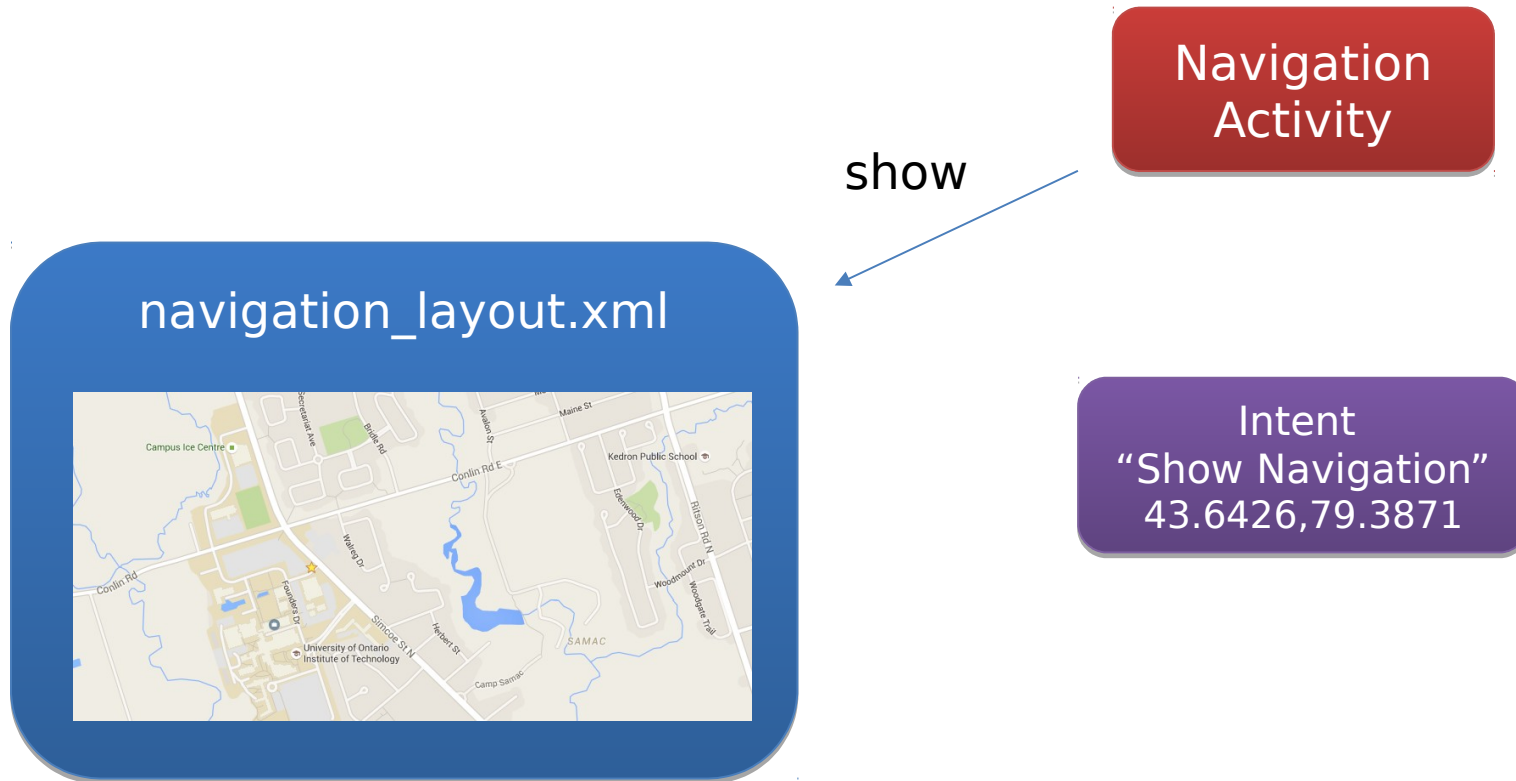 Navigation
Activity
show
navigation_layout.xml
Intent
“Show Navigation”
43.6426,79.3871
Secretariat Ave
Bridle Rd
Avalon St
Maine St
Campus Ice Centre
Kedron Public School
Conlin Rd E
Edenwood Dr
Ritson Rd N
Walreg Dr
Woodmount Dr
Conlin Rd
Founders Dr
Woodgate Trail
Simcoe St N
Herbert St
SAMAC
University of Ontario
Institute of Technology
Camp Samac